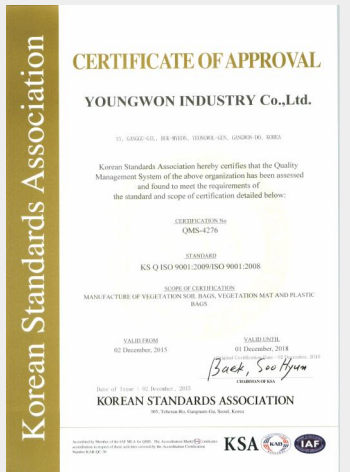 Korean Standards Association
CERTIFICATE OF APPROVAL
YOUNGWON INDUSTRY Co.,Ltd.
Korean Standards Association hereby certifies that the Quality
Management System of the above organization has been assessed
and found to meet the requirements of
the standard and scope of certification detailed below:
CERTIFICATION No
QMS-4276
STANDARD
KS Q ISO 9001:2009/ISO 9001:2008
SCOPE OF CERTIFICATION
MANUFACTURE OF VEGETATION SOIL BAGS, VEGETATION MAT AND PLASTIC
BAGS
VALID FROM
02 December, 2015
VALID UNTIL
01 December, 2018
Baek, Soo Hyun
CHAIRMAN OF KSA
Date of Issue : 02 December, 2015
KOREAN STANDARDS ASSOCIATION
Seoul, Korea
KSA
KAB
IAF